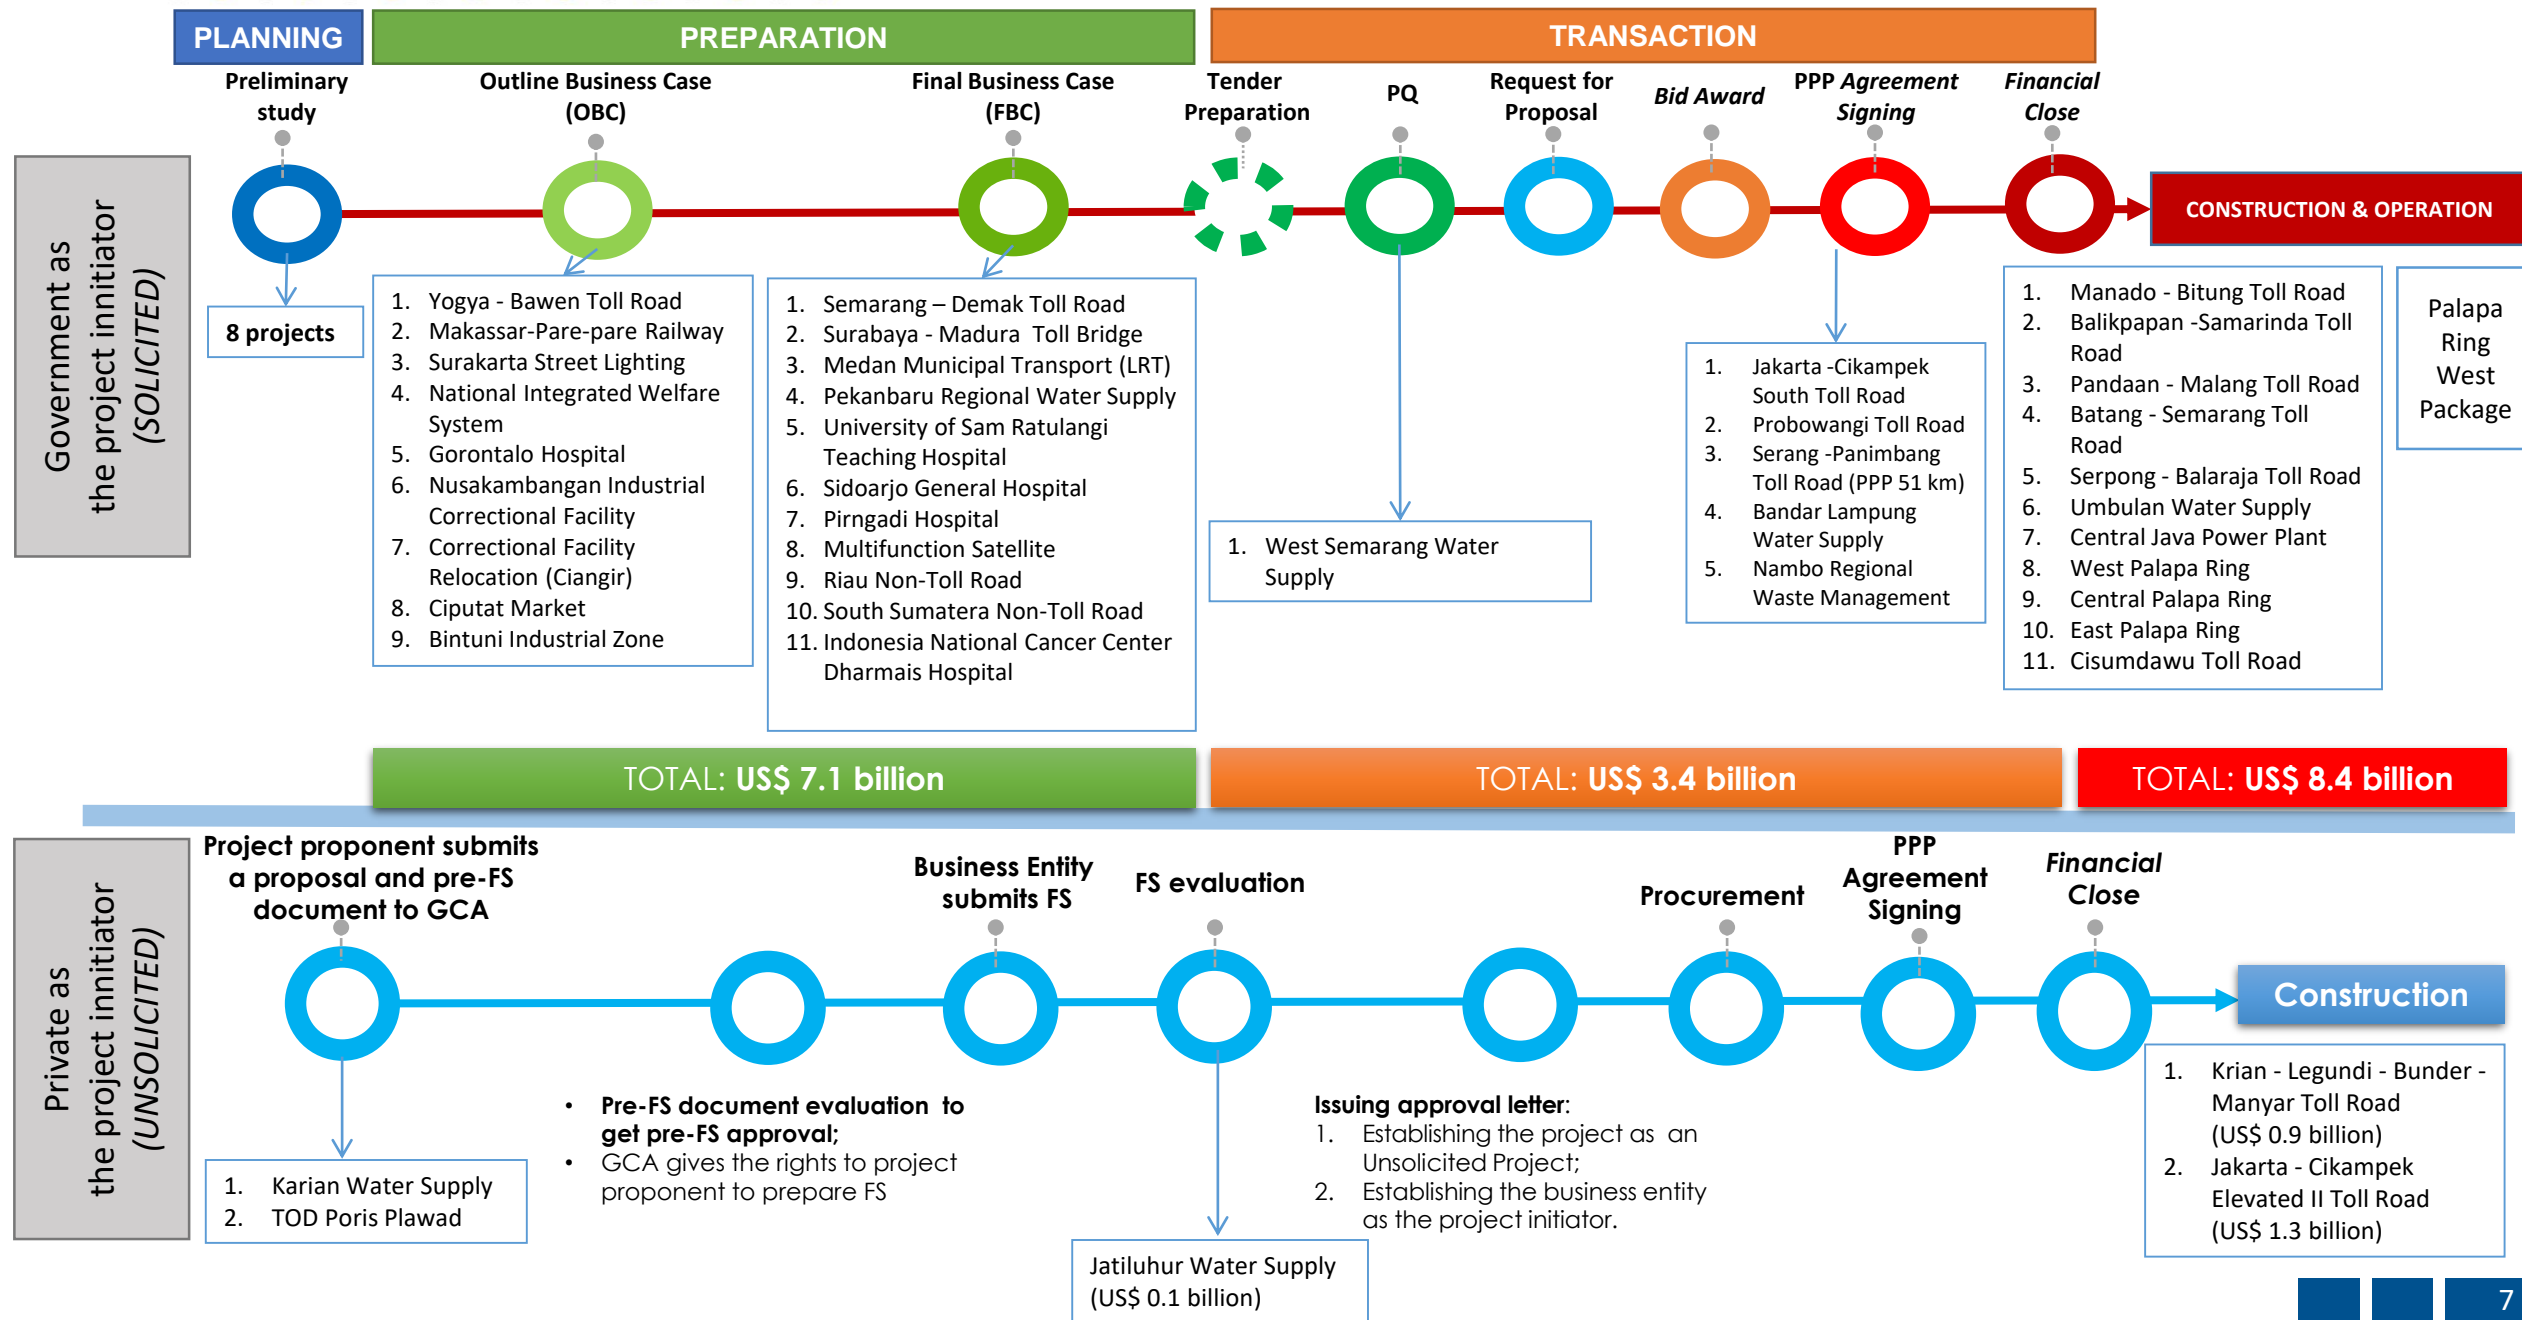 PLANNING
PREPARATION
TRANSACTION
Preliminary
study
Outline Business Case
(OBC)
Final Business Case
(FBC)
Tender
Preparation
PQ
Request for
Proposal
Bid Award
PPP Agreement
Signing
Financial
Close
Government as
the project innitiator
(SOLICITED)
CONSTRUCTION & OPERATION
8 projects
1. Yogya - Bawen Toll Road
2. Makassar-Pare-pare Railway
3. Surakarta Street Lighting
4. National Integrated Welfare
System
5. Gorontalo Hospital
6. Nusakambangan Industrial
Correctional Facility
7. Correctional Facility
Relocation (Ciangir)
8. Ciputat Market
9. Bintuni Industrial Zone
1. Semarang – Demak Toll Road
2. Surabaya - Madura Toll Bridge
3. Medan Municipal Transport (LRT)
4. Pekanbaru Regional Water Supply
5. University of Sam Ratulangi
Teaching Hospital
6. Sidoarjo General Hospital
7. Pirngadi Hospital
8. Multifunction Satellite
9. Riau Non-Toll Road
10. South Sumatera Non-Toll Road
11. Indonesia National Cancer Center
Dharmais Hospital
1. West Semarang Water
Supply
1. Jakarta -Cikampek
South Toll Road
2. Probowangi Toll Road
3. Serang -Panimbang
Toll Road (PPP 51 km)
4. Bandar Lampung
Water Supply
5. Nambo Regional
Waste Management
1. Manado - Bitung Toll Road
2. Balikpapan -Samarinda Toll
Road
3. Pandaan - Malang Toll Road
4. Batang - Semarang Toll
Road
5. Serpong - Balaraja Toll Road
6. Umbulan Water Supply
7. Central Java Power Plant
8. West Palapa Ring
9. Central Palapa Ring
10. East Palapa Ring
11. Cisumdawu Toll Road
Palapa
Ring
West
Package
TOTAL: US$ 7.1 billion
TOTAL: US$ 3.4 billion
TOTAL: US$ 8.4 billion
Private as
the project innitiator
(UNSOLICITED)
Project proponent submits
a proposal and pre-FS
document to GCA
Business Entity
submits FS
FS evaluation
Procurement
PPP
Agreement
Signing
Financial
Close
Construction
1. Karian Water Supply
2. TOD Poris Plawad
• Pre-FS document evaluation to
get pre-FS approval;
• GCA gives the rights to project
proponent to prepare FS
Jatiluhur Water Supply
(US$ 0.1 billion)
Issuing approval letter:
1. Establishing the project as an
Unsolicited Project;
2. Establishing the business entity
as the project initiator.
1. Krian - Legundi - Bunder -
Manyar Toll Road
(US$ 0.9 billion)
2. Jakarta - Cikampek
Elevated II Toll Road
(US$ 1.3 billion)
7